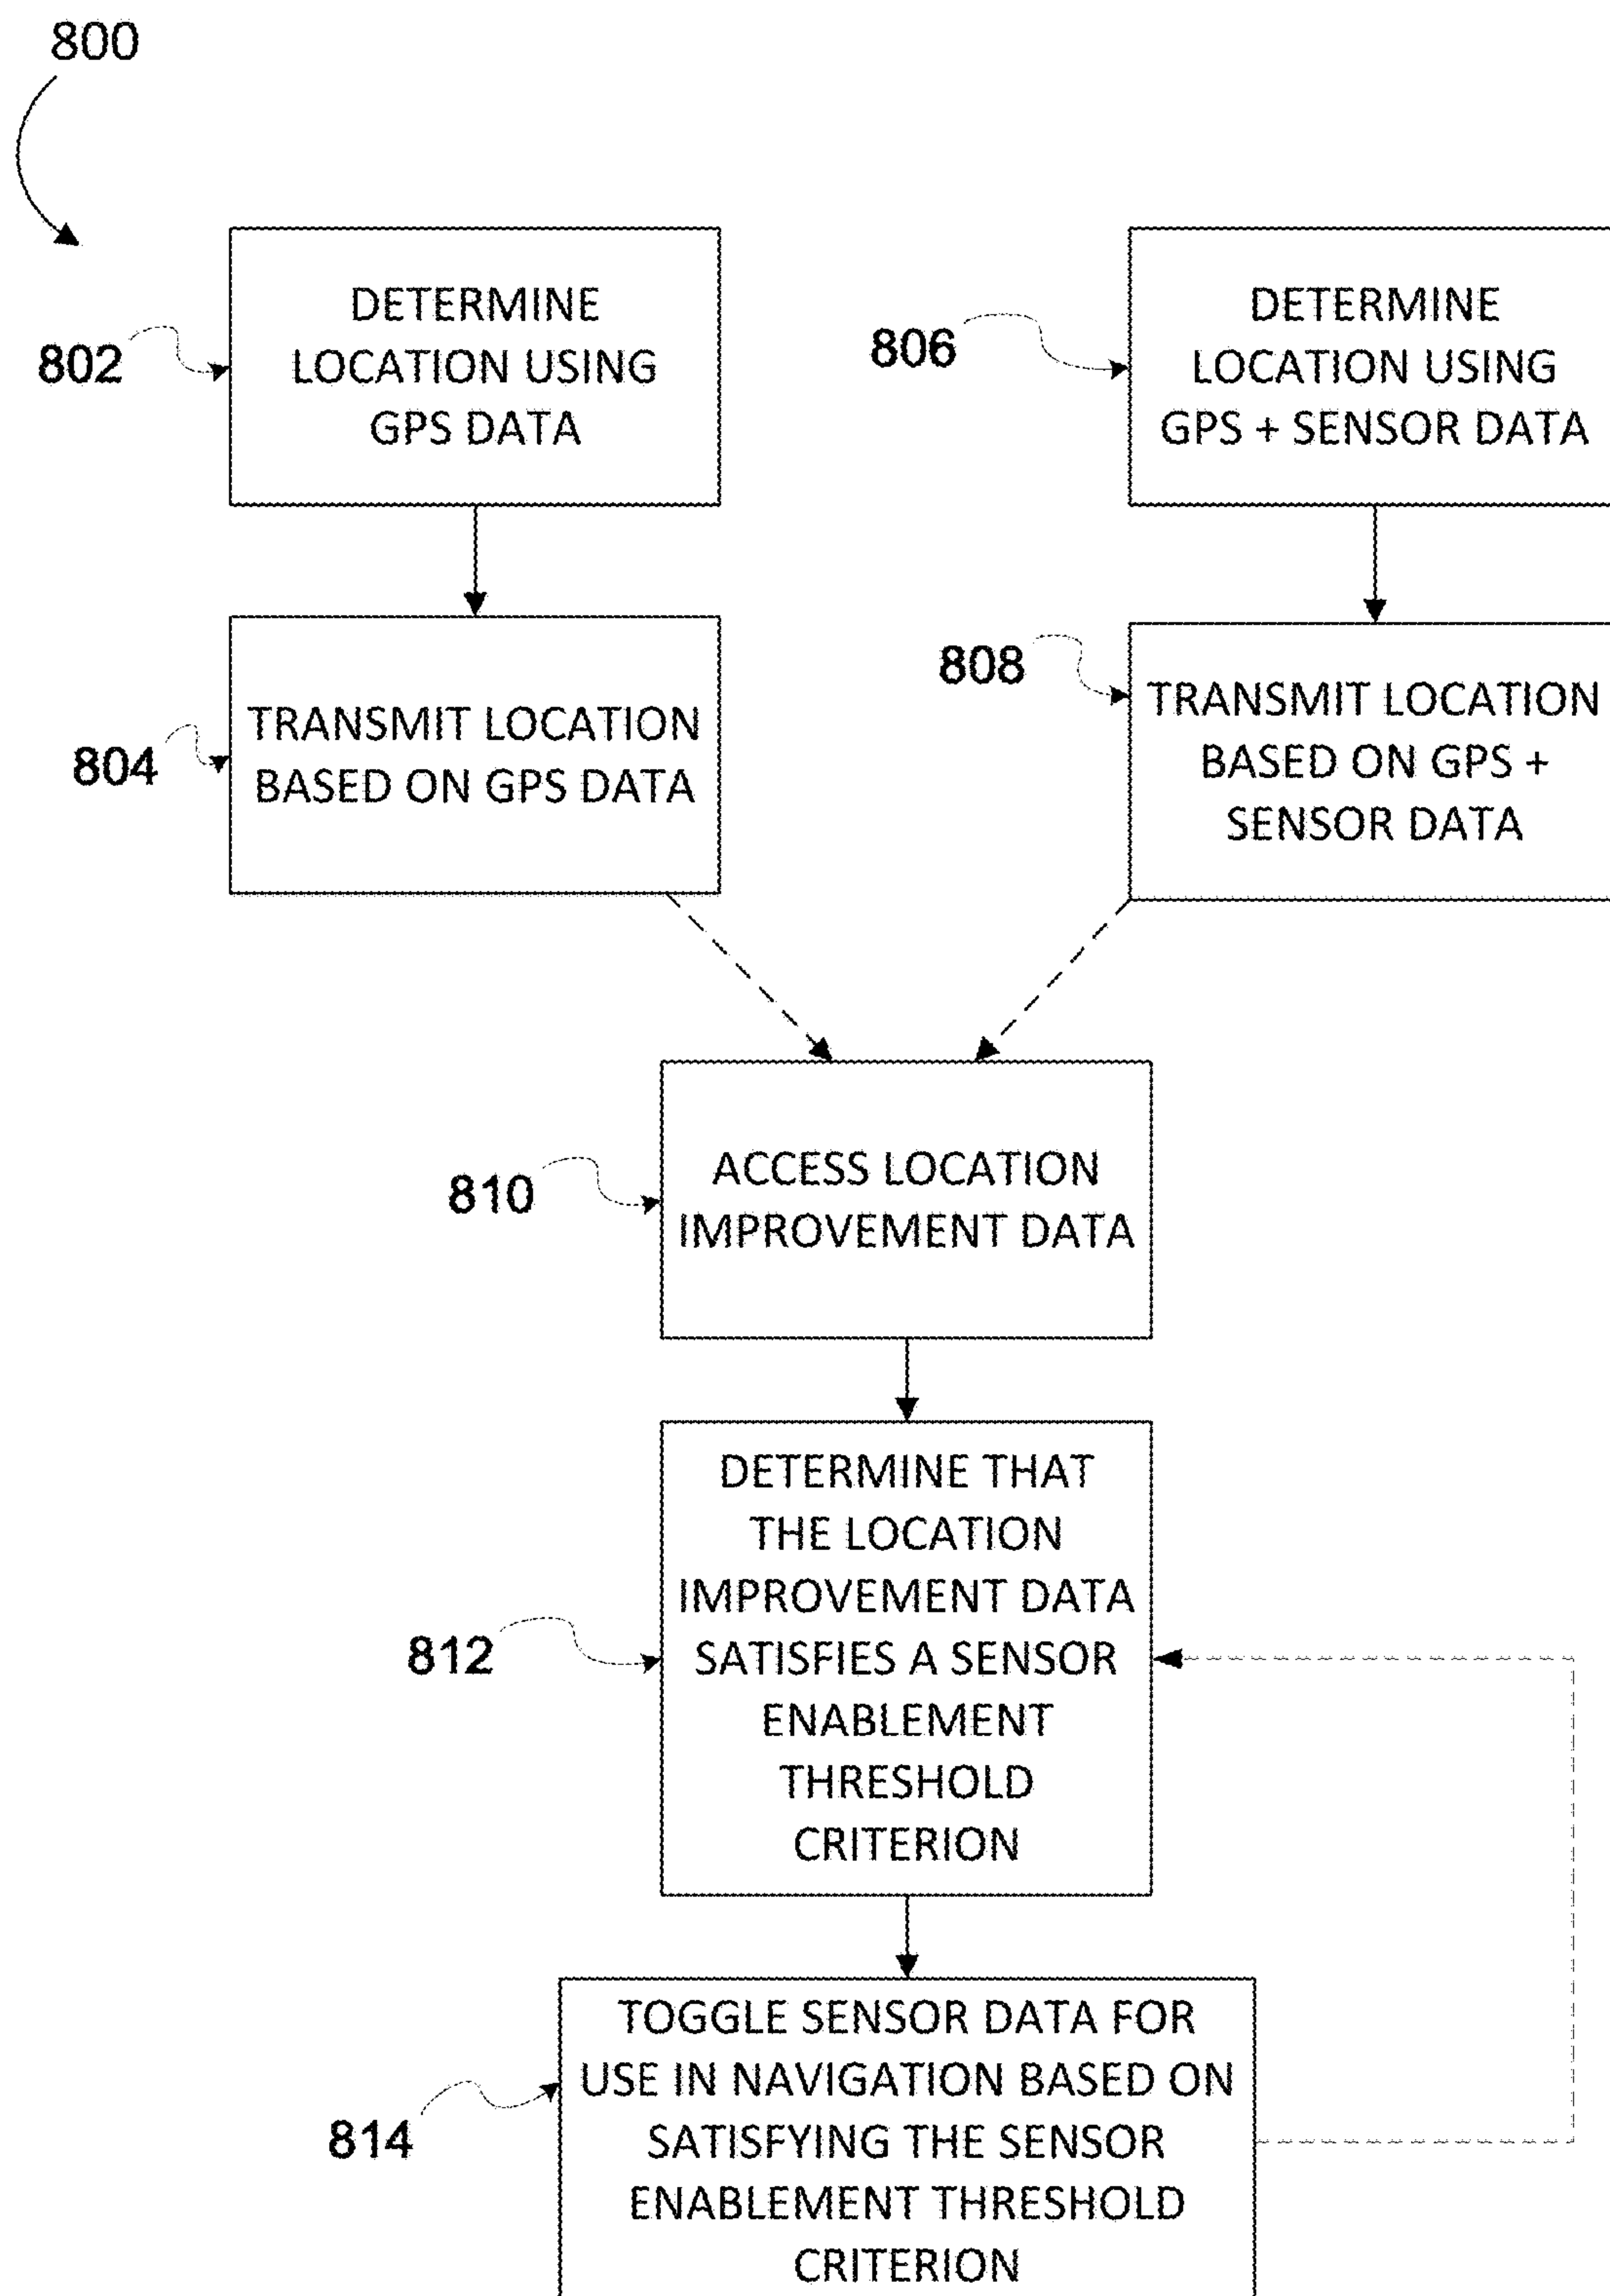 800
802
DETERMINE
LOCATION USING
GPS DATA
806
DETERMINE
LOCATION USING
GPS + SENSOR DATA
804
TRANSMIT LOCATION
BASED ON GPS DATA
808
TRANSMIT LOCATION
BASED ON GPS +
SENSOR DATA
810
ACCESS LOCATION
IMPROVEMENT DATA
812
DETERMINE THAT
THE LOCATION
IMPROVEMENT DATA
SATISFIES A SENSOR
ENABLEMENT
THRESHOLD
CRITERION
814
TOGGLE SENSOR DATA FOR
USE IN NAVIGATION BASED ON
SATISFYING THE SENSOR
ENABLEMENT THRESHOLD
CRITERION